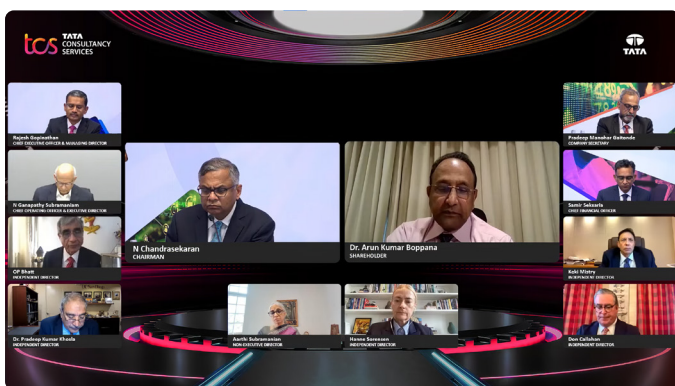 tcs TATA
CONSULTANCY
SERVICES
TATA
Rajesh Gopinathan
CHIEF EXECUTIVE OFFICER & MANAGING DIRECTOR
N Ganapathy Subramaniam
CHIEF OPERATING OFFICER & EXECUTIVE DIRECTOR
OP Bhatt
INDEPENDENT DIRECTOR
Dr. Pradeep Kumar Khosla
INDEPENDENT DIRECTOR
N Chandrasekaran
CHAIRMAN
Dr. Arun Kumar Boppana
SHAREHOLDER
Aarthi Subramanian
NON EXECUTIVE DIRECTOR
Hanne Sorensen
INDEPENDENT DIRECTOR
Pradeep Manohar Gaitonde
COMPANY SECRETARY
Samir Seksaria
CHIEF FINANCIAL OFFICER
Keki Mistry
INDEPENDENT DIRECTOR
Don Callahan
INDEPENDENT DIRECTOR